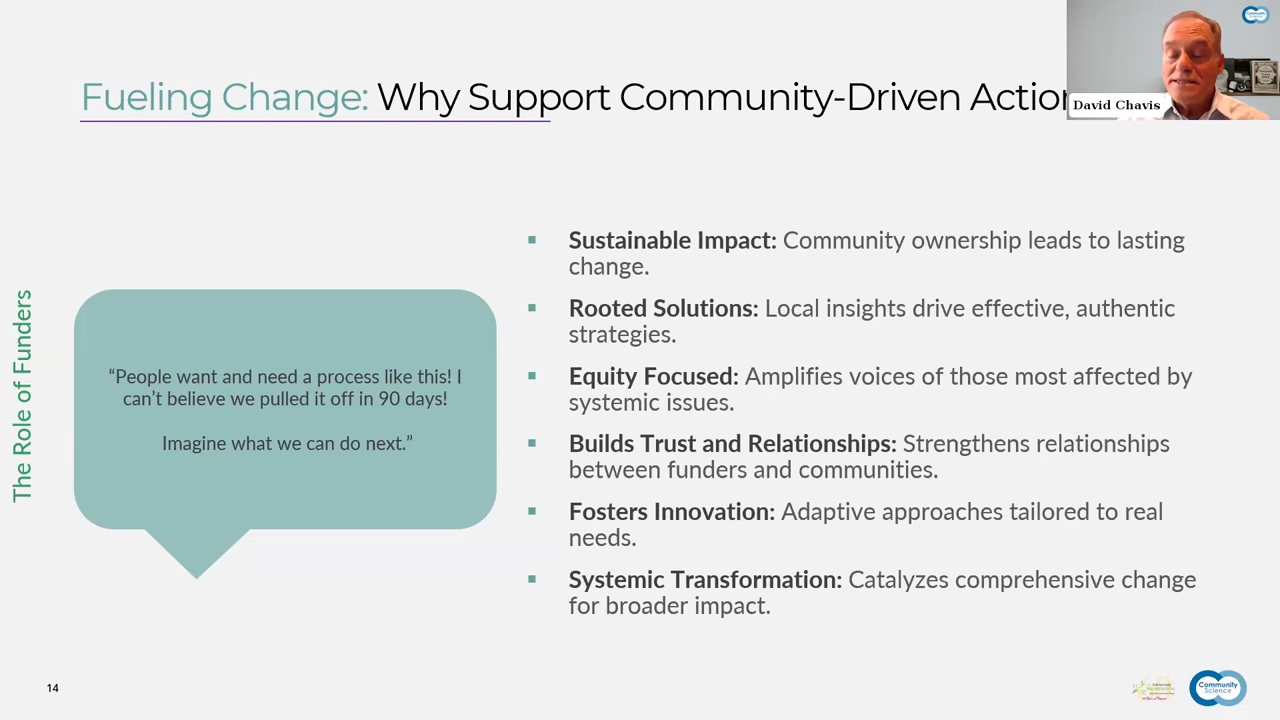 Fueling Change: Why Support Community-Driven Action
David Chavis
The Role of Funders
“People want and need a process like this! I
can’t believe we pulled it off in 90 days!
Imagine what we can do next.”
▪ Sustainable Impact: Community ownership leads to lasting
change.
▪ Rooted Solutions: Local insights drive effective, authentic
strategies.
▪ Equity Focused: Amplifies voices of those most affected by
systemic issues.
▪ Builds Trust and Relationships: Strengthens relationships
between funders and communities.
▪ Fosters Innovation: Adaptive approaches tailored to real
needs.
▪ Systemic Transformation: Catalyzes comprehensive change
for broader impact.
14
Community
Science